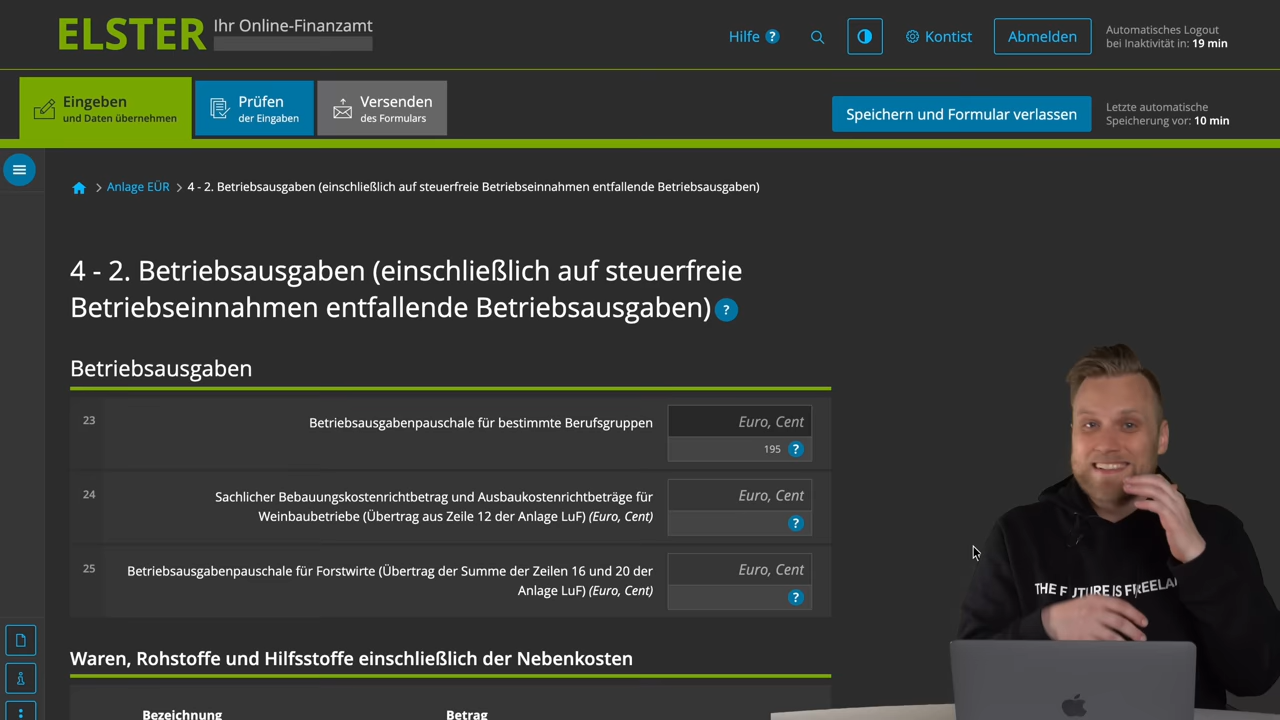 ELSTER
Ihr Online-Finanzamt
Hilfe ?
Kontist
Abmelden
Automatisches Logout
bei Inaktivität in: 19 min
Eingeben
und Daten übernehmen
Prüfen
der Eingaben
Versenden
des Formulars
Speichern und Formular verlassen
Letzte automatische
Speicherung vor: 10 min
Anlage EÜR
4 - 2. Betriebsausgaben (einschließlich auf steuerfreie Betriebseinnahmen entfallende Betriebsausgaben)
4 - 2. Betriebsausgaben (einschließlich auf steuerfreie
Betriebseinnahmen entfallende Betriebsausgaben) ?
Betriebsausgaben
23
Betriebsausgabenpauschale für bestimmte Berufsgruppen
Euro, Cent
195 ?
24
Sachlicher Bebauungskostenrichtbetrag und Ausbaukostenrichtbeträge für
Weinbaubetriebe (Übertrag aus Zeile 12 der Anlage LuF) (Euro, Cent)
Euro, Cent
?
25
Betriebsausgabenpauschale für Forstwirte (Übertrag der Summe der Zeilen 16 und 20 der
Anlage LuF) (Euro, Cent)
Euro, Cent
?
Waren, Rohstoffe und Hilfsstoffe einschließlich der Nebenkosten
Bezeichnung
Betrag
THE F UTURE IS FREELA